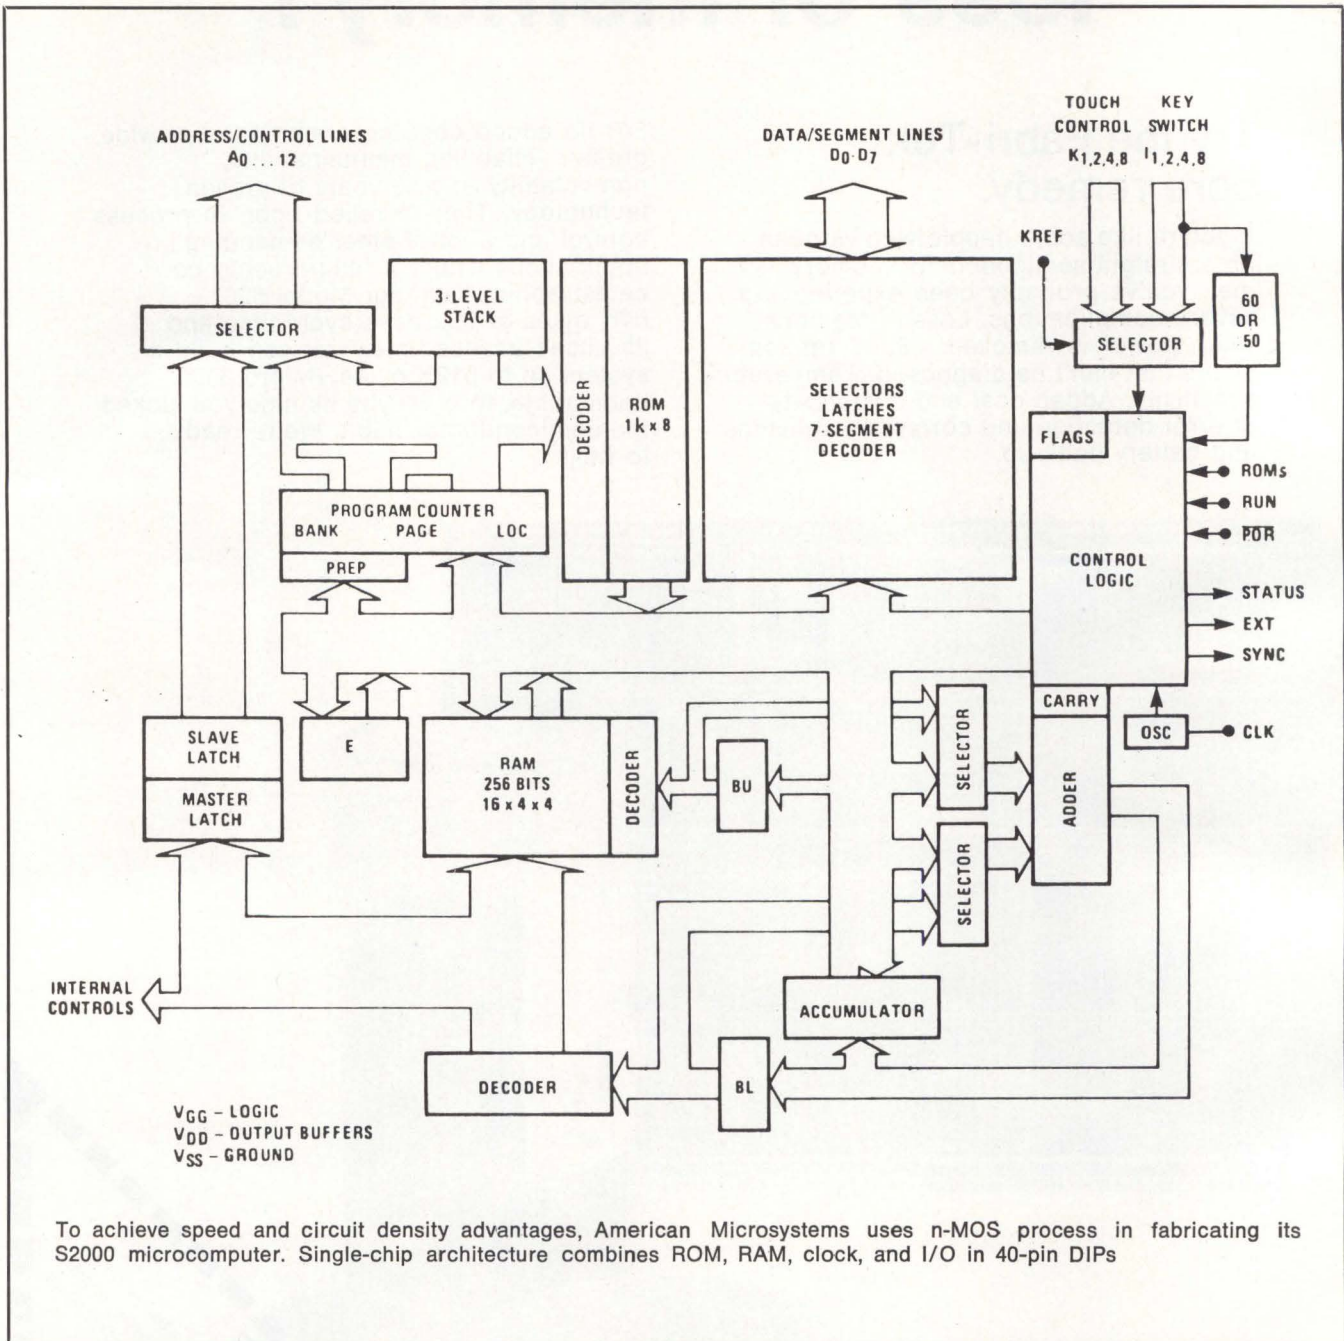 ADDRESS/CONTROL LINES
A0...12
DATA/SEGMENT LINES
D0-D7
TOUCH
CONTROL
K1,2,4,8
KEY
SWITCH
I1,2,4,8
KREF
60
OR
50
SELECTOR
3-LEVEL
STACK
SELECTOR
DECODER
ROM
1k x 8
SELECTORS
LATCHES
7-SEGMENT
DECODER
FLAGS
ROMs
RUN
POR
CONTROL
LOGIC
STATUS
EXT
SYNC
PROGRAM COUNTER
BANK PAGE LOC
PREP
CARRY
OSC
CLK
SLAVE
LATCH
MASTER
LATCH
E
RAM
256 BITS
16 x 4 x 4
DECODER
BU
SELECTOR
ADDER
SELECTOR
INTERNAL
CONTROLS
ACCUMULATOR
DECODER
BL
VGG – LOGIC
VDD – OUTPUT BUFFERS
VSS – GROUND
To achieve speed and circuit density advantages, American Microsystems uses n-MOS process in fabricating its
S2000 microcomputer. Single-chip architecture combines ROM, RAM, clock, and I/O in 40-pin DIPs